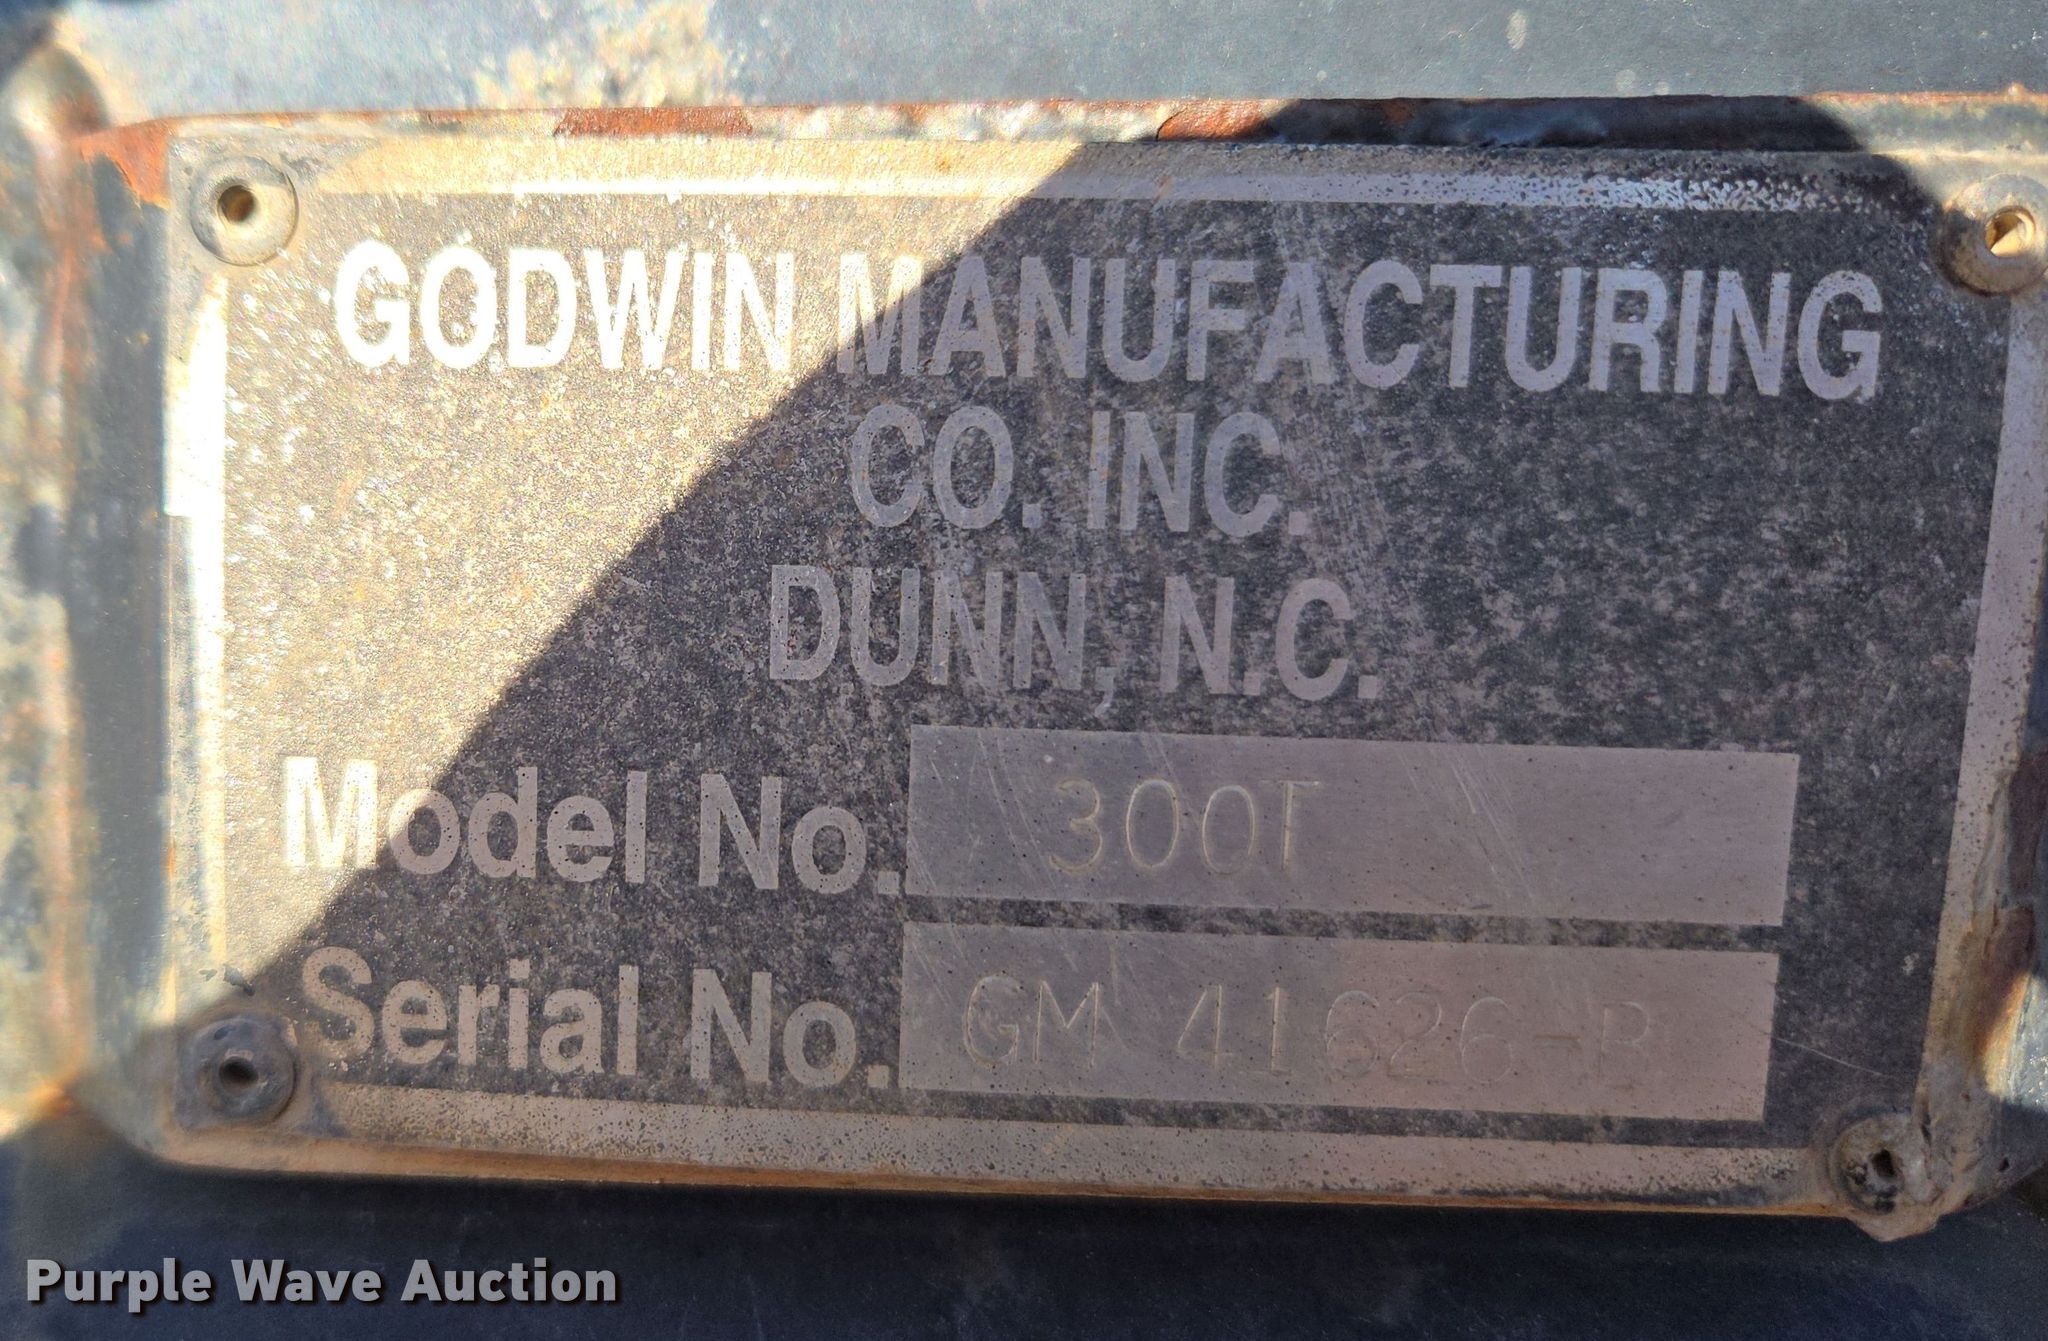 GODWIN MANUFACTURING
CO. INC.
DUNN, N.C.
Model No. 300T
Serial No. GM 41626-B
Purple Wave Auction